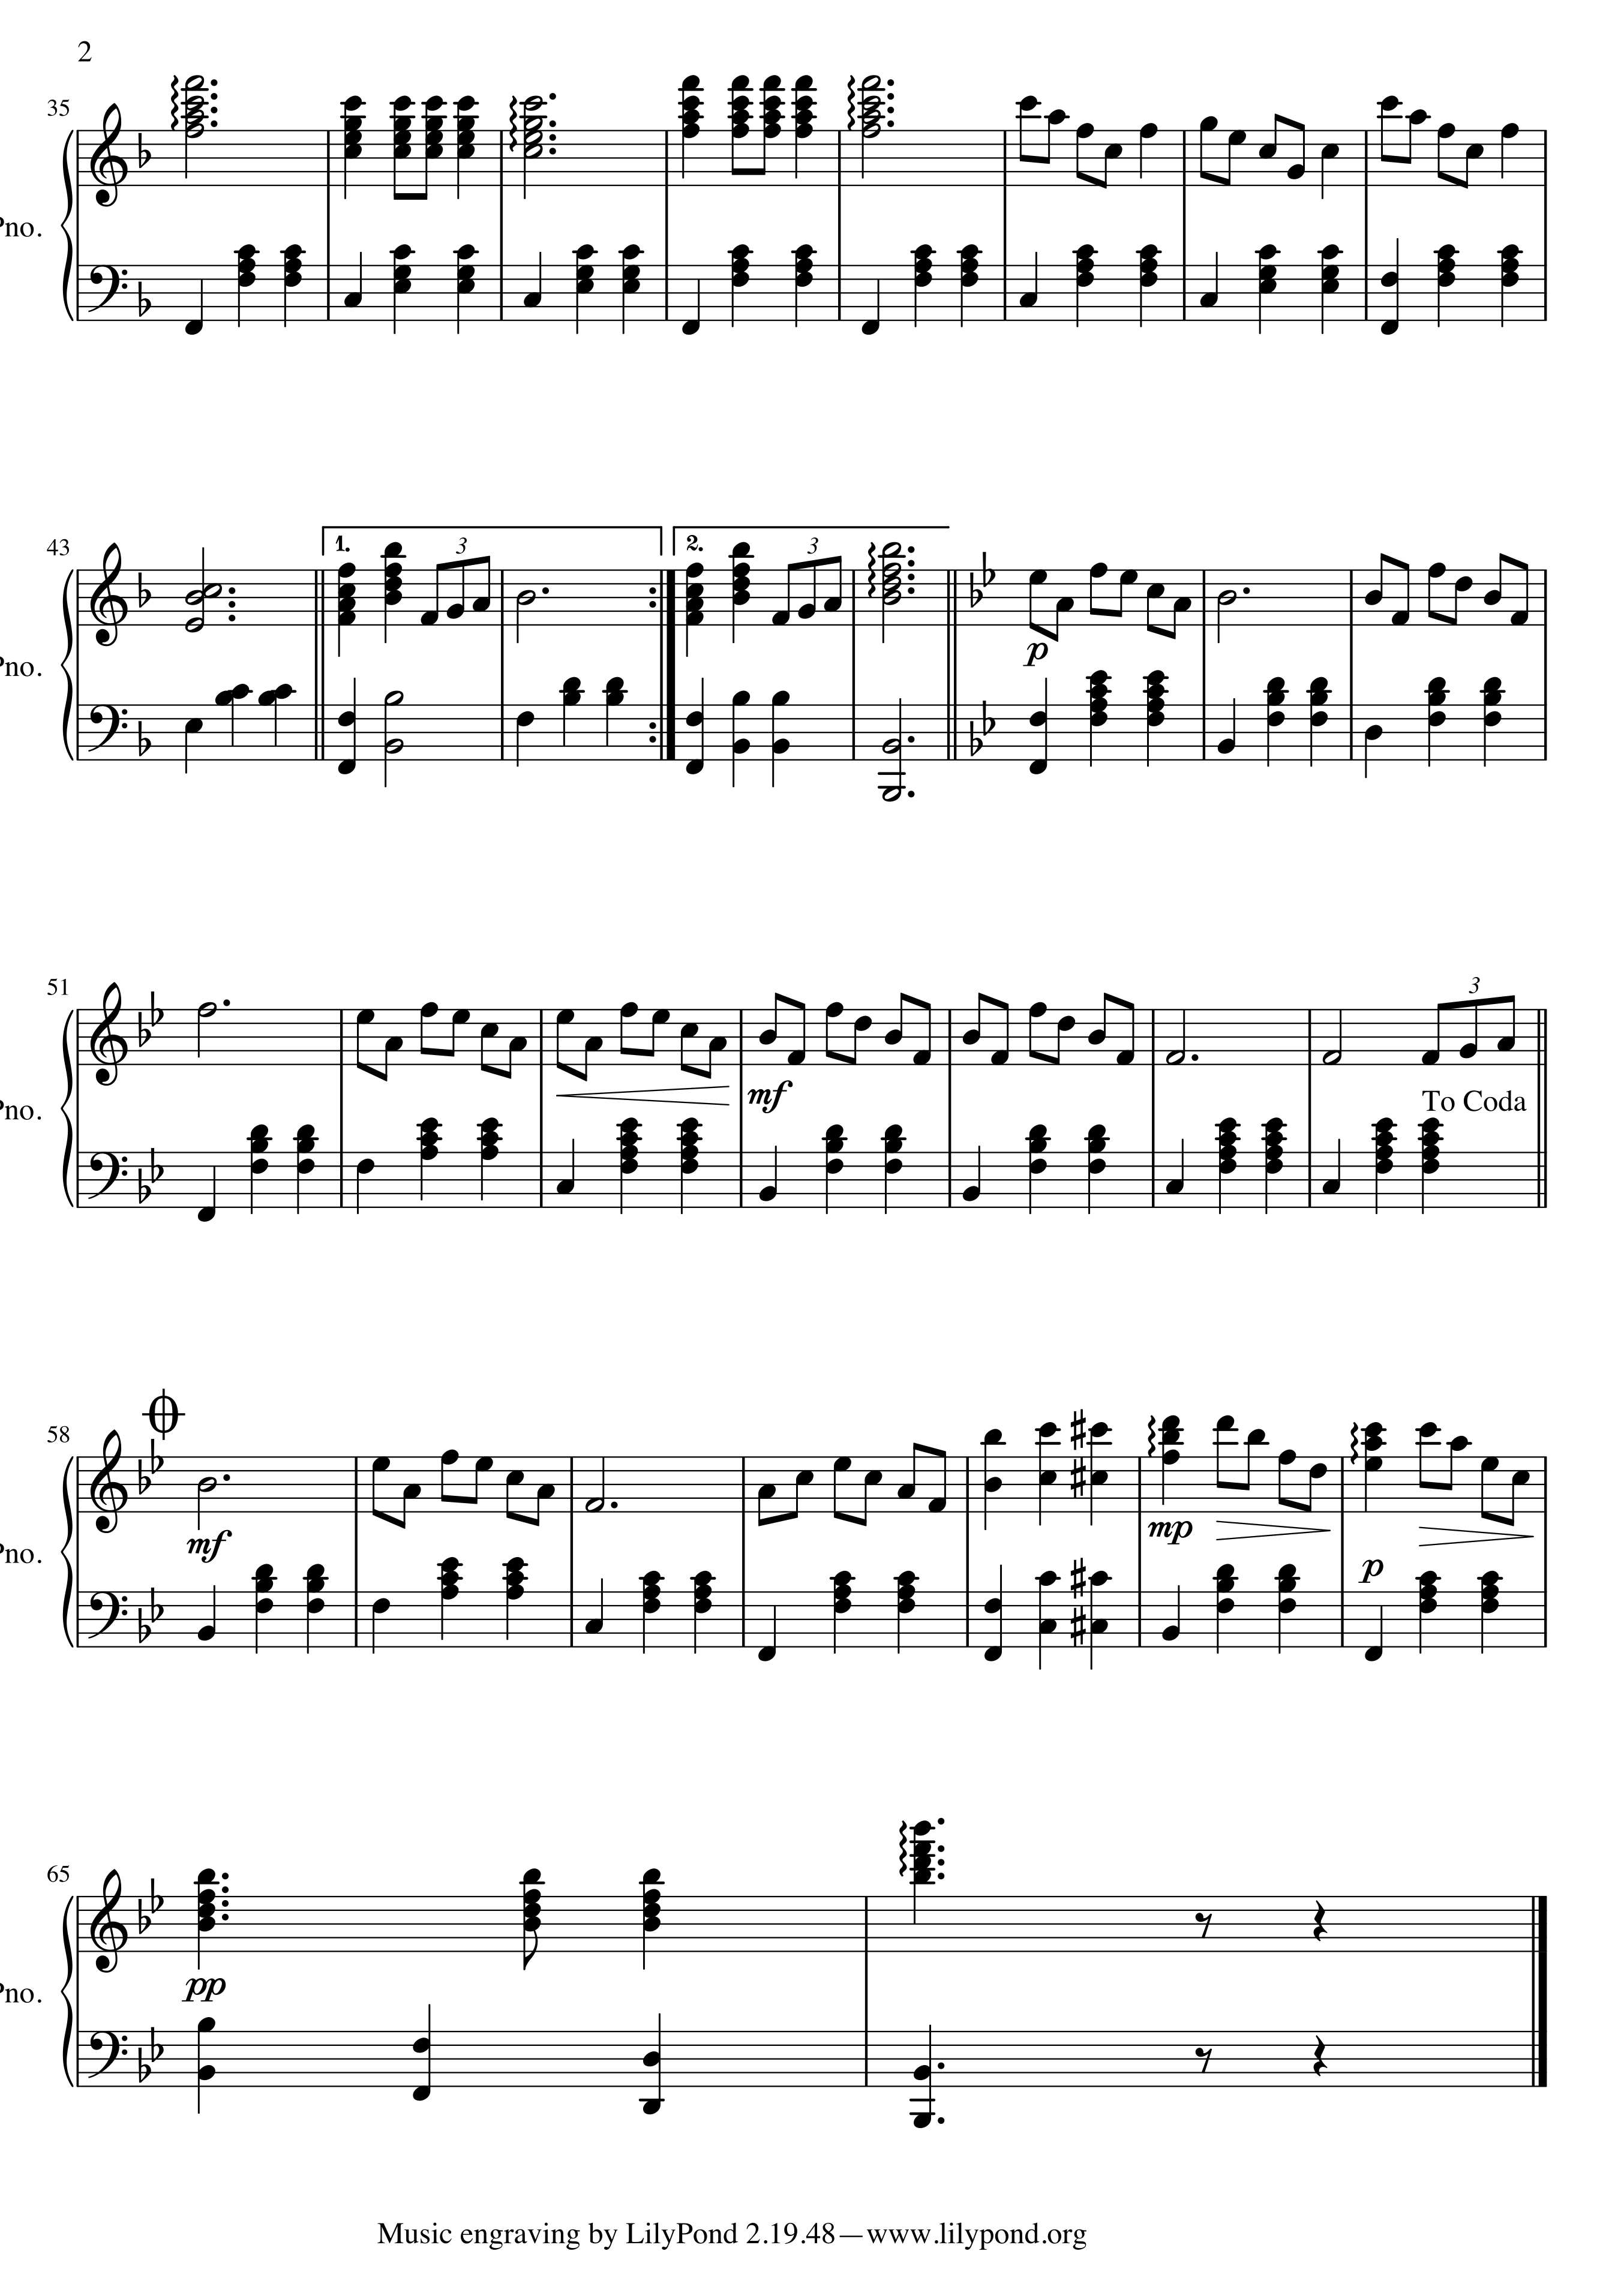 2
35
Pno.
43
1.
3
2.
3
p
Pno.
51
3
mf
To Coda
Pno.
58
mf
mp
p
Pno.
65
pp
Pno.
Music engraving by LilyPond 2.19.48—www.lilypond.org